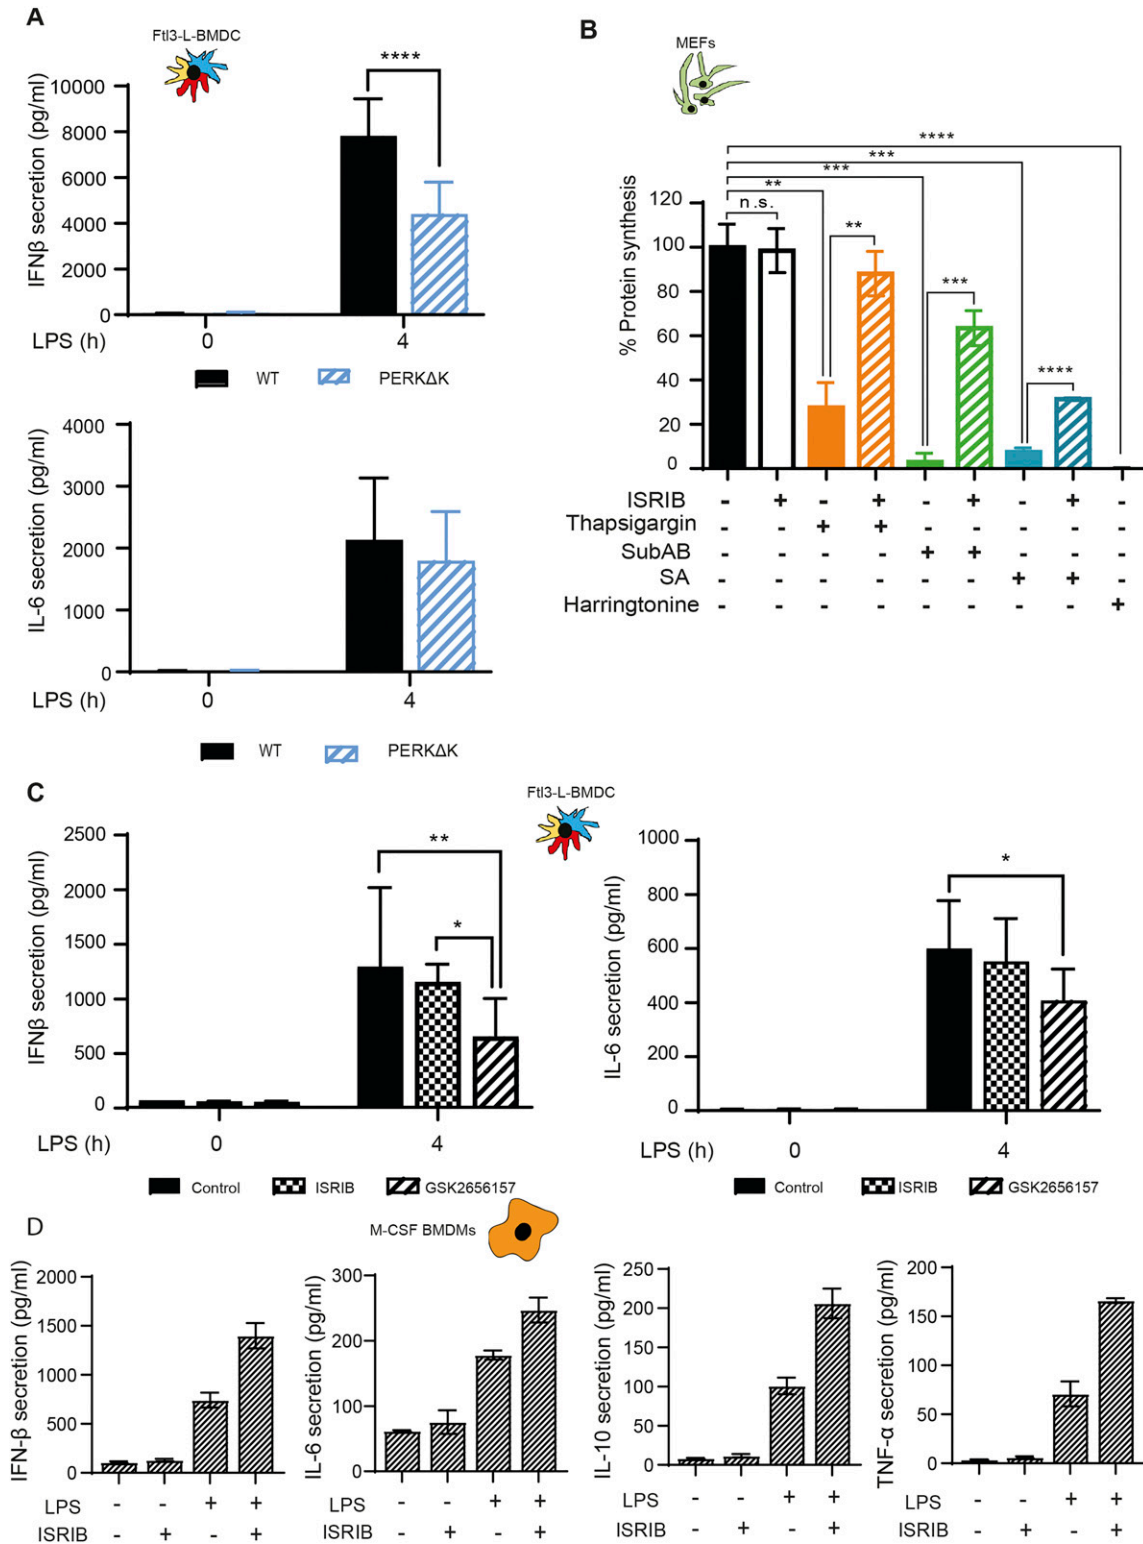 A
Ftl3-L-BMDC
****
IFNβ secretion (pg/ml)
10000
8000
6000
4000
2000
0
LPS (h)
0
4
WT
PERKΔK
IL-6 secretion (pg/ml)
4000
3000
2000
1000
0
LPS (h)
0
4
WT
PERKΔK
B
MEFs
****
***
***
**
n.s.
**
***
****
% Protein synthesis
120
100
80
60
40
20
0
ISRIB - + - + - + - + -
Thapsigargin - - + + - - - - -
SubAB - - - - + + - - -
SA - - - - - - + + -
Harringtonine - - - - - - - - +
C
Ftl3-L-BMDC
**
*
IFNβ secretion (pg/ml)
2500
2000
1500
1000
500
0
LPS (h)
0
4
Control
ISRIB
GSK2656157
*
IL-6 secretion (pg/ml)
1000
800
600
400
200
0
LPS (h)
0
4
Control
ISRIB
GSK2656157
D
M-CSF BMDMs
IFN-β secretion (pg/ml)
2000
1500
1000
500
0
LPS - - + +
ISRIB - + - +
IL-6 secretion (pg/ml)
300
200
100
0
- - + +
- + - +
IL-10 secretion (pg/ml)
250
200
150
100
50
0
LPS - - + +
ISRIB - + - +
TNF-α secretion (pg/ml)
200
150
100
50
0
LPS - - + +
ISRIB - + - +